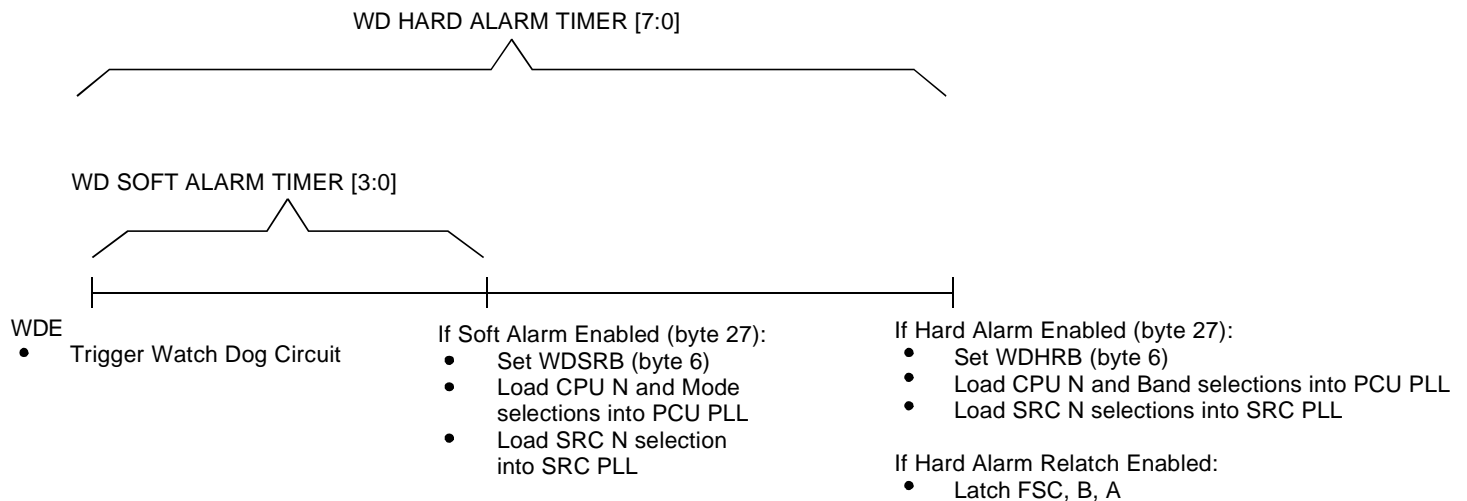 WD HARD ALARM TIMER [7:0]
WD SOFT ALARM TIMER [3:0]
WDE
• Trigger Watch Dog Circuit
If Soft Alarm Enabled (byte 27):
• Set WDSRB (byte 6)
• Load CPU N and Mode
selections into PCU PLL
• Load SRC N selection
into SRC PLL
If Hard Alarm Enabled (byte 27):
• Set WDHRB (byte 6)
• Load CPU N and Band selections into PCU PLL
• Load SRC N selections into SRC PLL
If Hard Alarm Relatch Enabled:
• Latch FSC, B, A